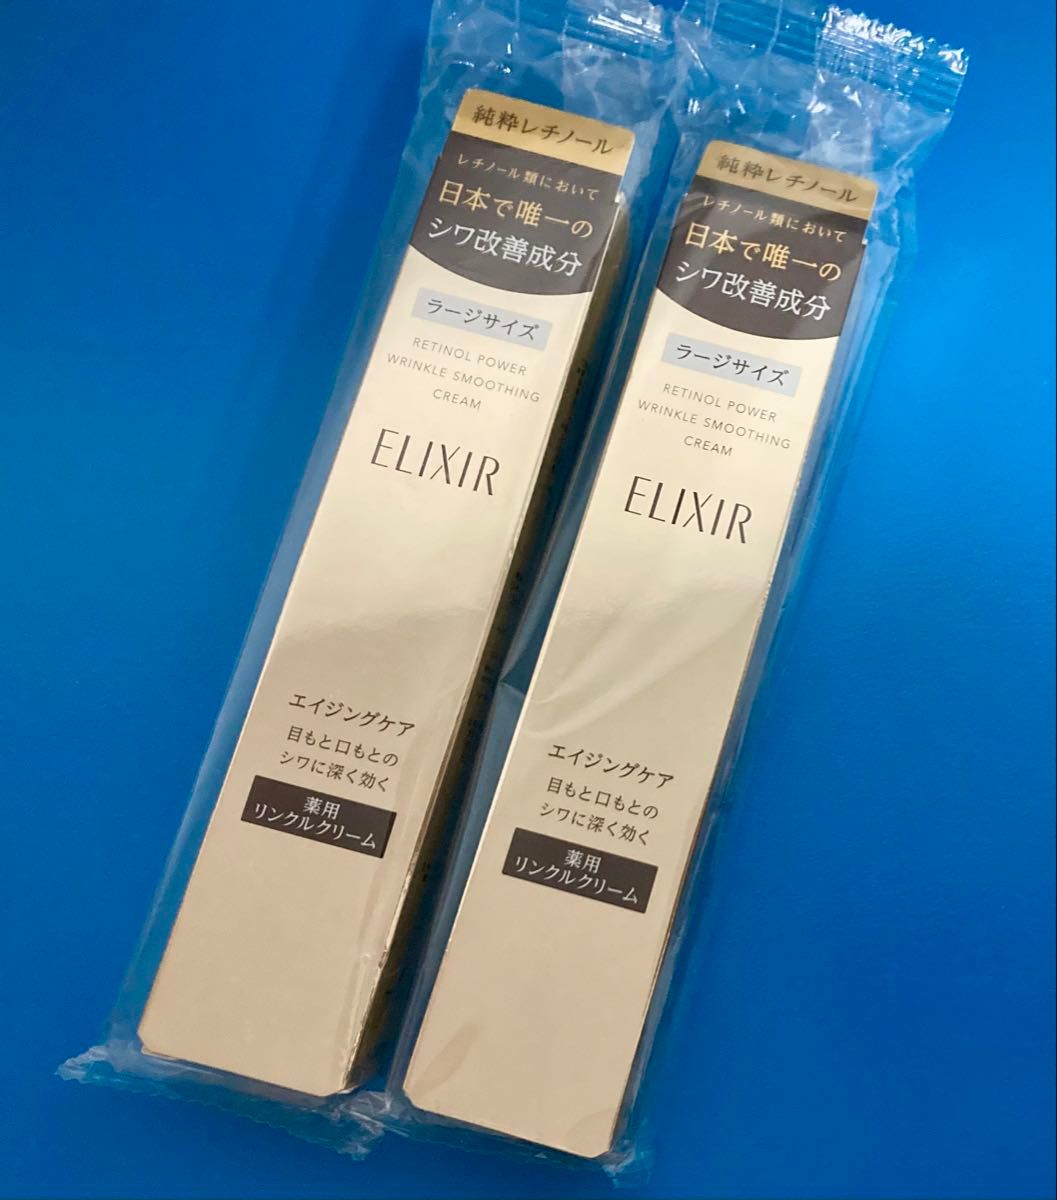 純粋レチノール
レチノール類において
日本で唯一の
シワ改善成分
ラージサイズ
RETINOL POWER
WRINKLE SMOOTHING
CREAM
ELIXIR
エイジングケア
目もと口もとの
シワに深く効く
薬用
リンクルクリーム
純粋レチノール
レチノール類において
日本で唯一の
シワ改善成分
ラージサイズ
RETINOL POWER
WRINKLE SMOOTHING
CREAM
ELIXIR
エイジングケア
目もと口もとの
シワに深く効く
薬用
リンクルクリーム